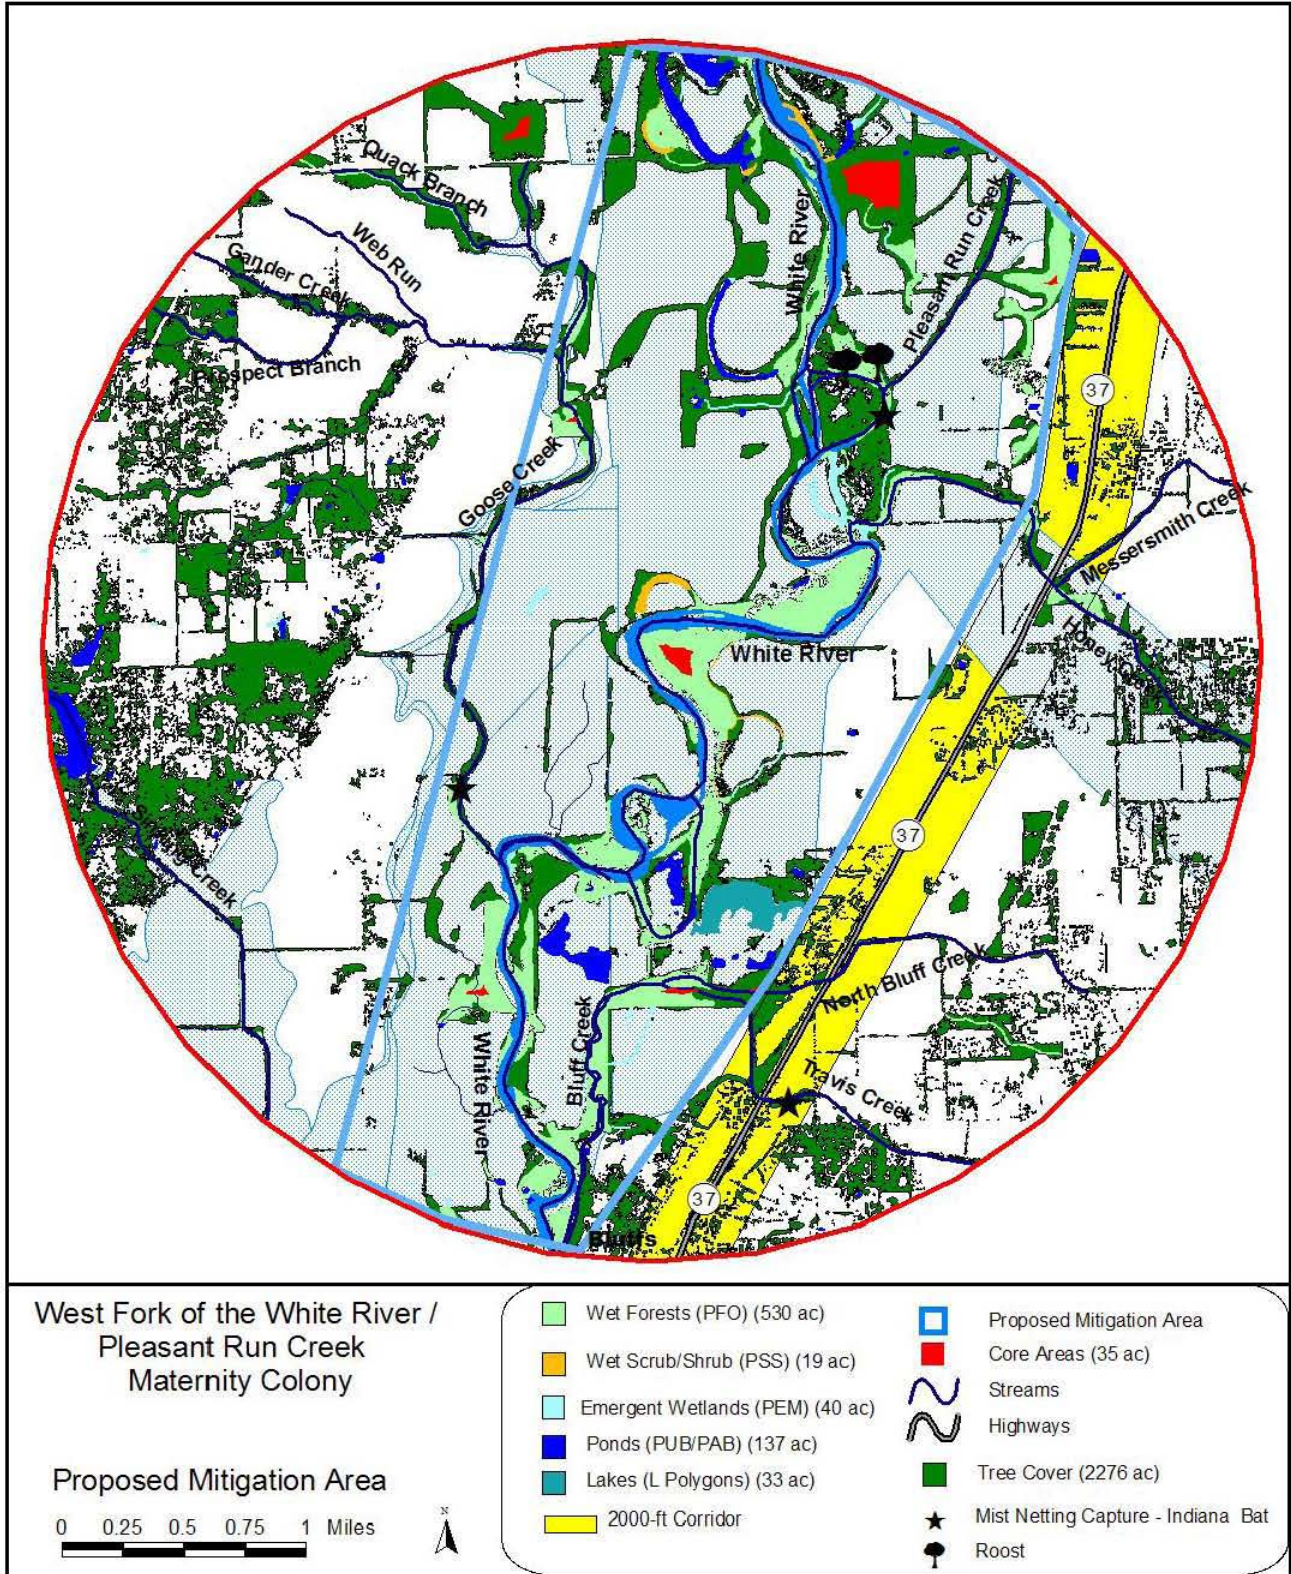 Quack Branch
Web Run
Gander Creek
Prospect Branch
White River
Pleasant Run Creek
37
Goose Creek
Messersmith Creek
Honey
White River
37
Creek
North Bluff Creek
Bluff Creek
White River
Travis Creek
37
Bluffs
West Fork of the White River /
Pleasant Run Creek
Maternity Colony
Proposed Mitigation Area
0 0.25 0.5 0.75 1 Miles
N
Wet Forests (PFO) (530 ac)
Wet Scrub/Shrub (PSS) (19 ac)
Emergent Wetlands (PEM) (40 ac)
Ponds (PUB/PAB) (137 ac)
Lakes (L Polygons) (33 ac)
2000-ft Corridor
Proposed Mitigation Area
Core Areas (35 ac)
Streams
Highways
Tree Cover (2276 ac)
Mist Netting Capture - Indiana Bat
Roost